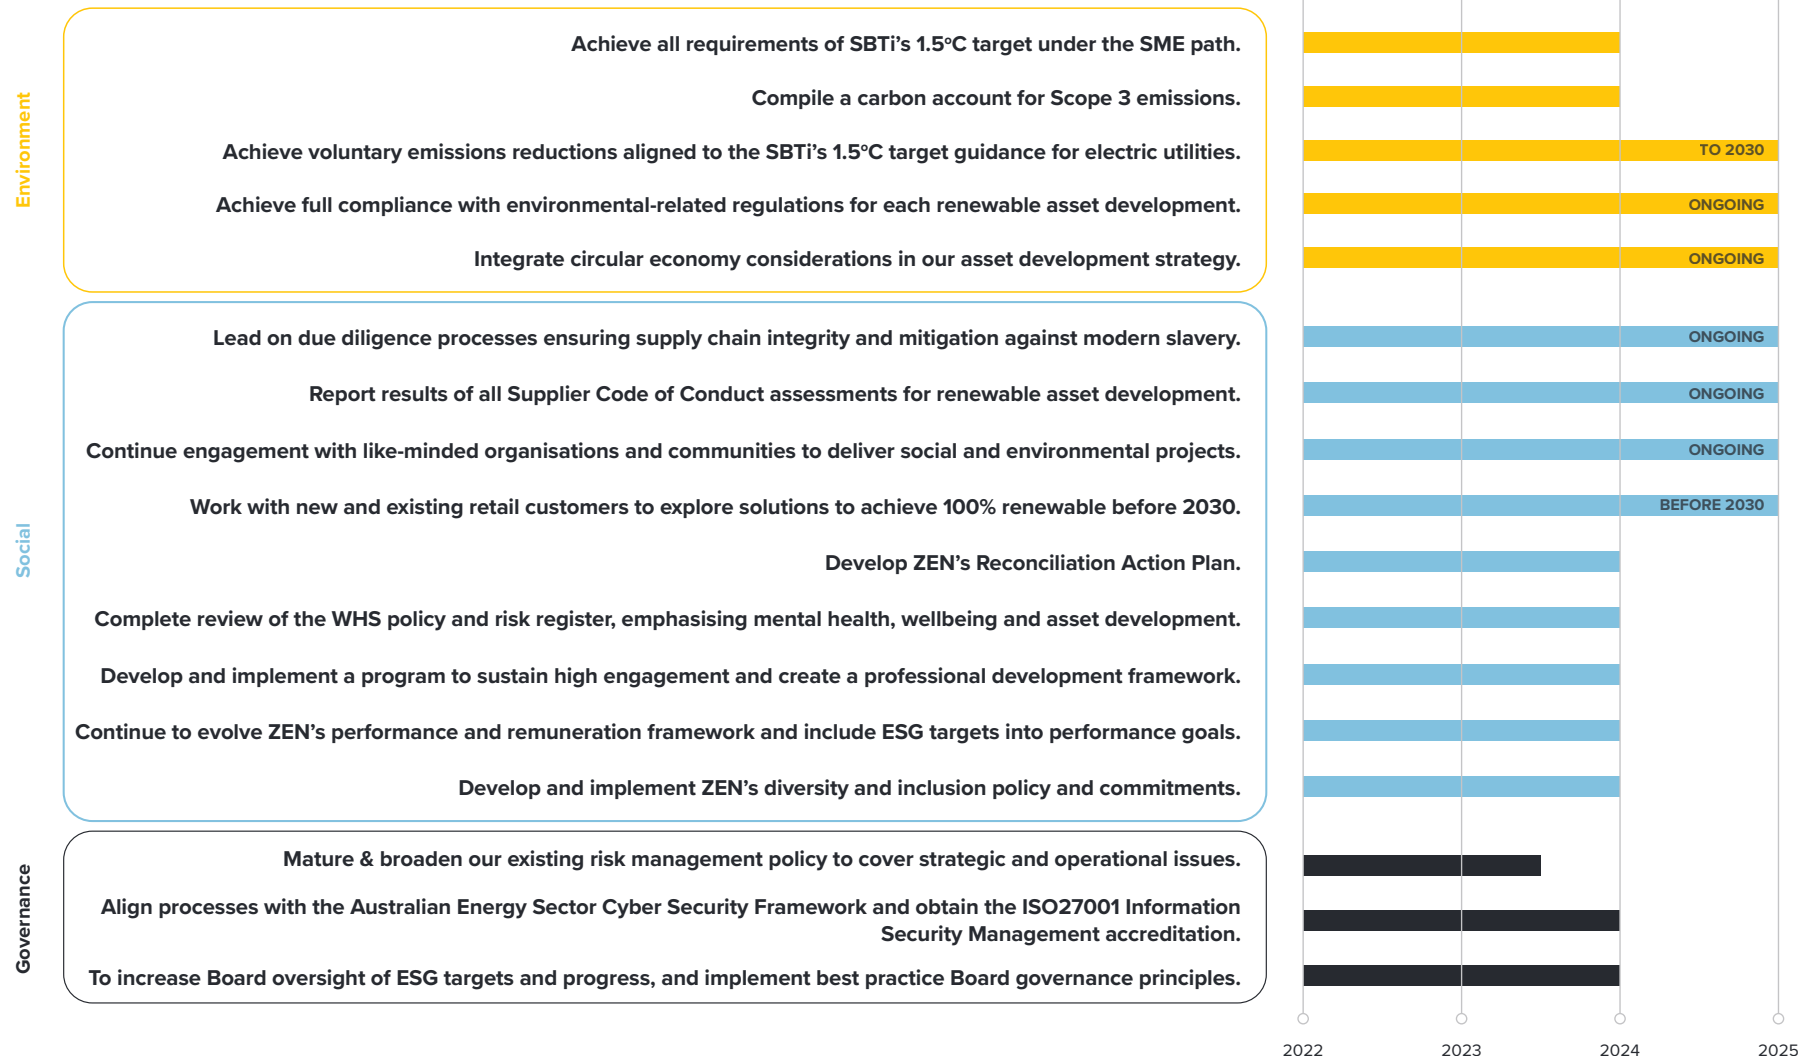 Environment
Achieve all requirements of SBTi’s 1.5°C target under the SME path.
Compile a carbon account for Scope 3 emissions.
Achieve voluntary emissions reductions aligned to the SBTi’s 1.5°C target guidance for electric utilities.
TO 2030
Achieve full compliance with environmental-related regulations for each renewable asset development.
ONGOING
Integrate circular economy considerations in our asset development strategy.
ONGOING
Social
Lead on due diligence processes ensuring supply chain integrity and mitigation against modern slavery.
ONGOING
Report results of all Supplier Code of Conduct assessments for renewable asset development.
ONGOING
Continue engagement with like-minded organisations and communities to deliver social and environmental projects.
ONGOING
Work with new and existing retail customers to explore solutions to achieve 100% renewable before 2030.
BEFORE 2030
Develop ZEN’s Reconciliation Action Plan.
Complete review of the WHS policy and risk register, emphasising mental health, wellbeing and asset development.
Develop and implement a program to sustain high engagement and create a professional development framework.
Continue to evolve ZEN’s performance and remuneration framework and include ESG targets into performance goals.
Develop and implement ZEN’s diversity and inclusion policy and commitments.
Governance
Mature & broaden our existing risk management policy to cover strategic and operational issues.
Align processes with the Australian Energy Sector Cyber Security Framework and obtain the ISO27001 Information
Security Management accreditation.
To increase Board oversight of ESG targets and progress, and implement best practice Board governance principles.
2022
2023
2024
2025